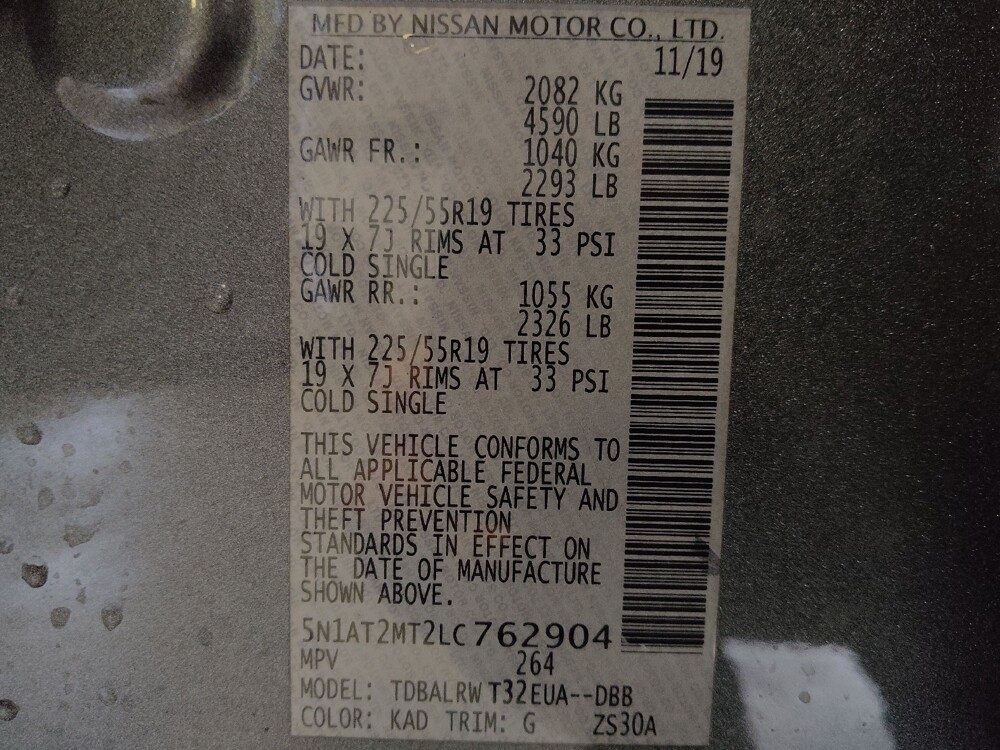 MFD BY NISSAN MOTOR CO., LTD.
DATE: 11/19
GVWR: 2082 KG
4590 LB
GAWR FR.: 1040 KG
2293 LB
WITH 225/55R19 TIRES
19 X 7J RIMS AT 33 PSI
COLD SINGLE
GAWR RR.: 1055 KG
2326 LB
WITH 225/55R19 TIRES
19 X 7J RIMS AT 33 PSI
COLD SINGLE
THIS VEHICLE CONFORMS TO
ALL APPLICABLE FEDERAL
MOTOR VEHICLE SAFETY AND
THEFT PREVENTION
STANDARDS IN EFFECT ON
THE DATE OF MANUFACTURE
SHOWN ABOVE.
5N1AT2MT2LC762904
MPV 264
MODEL: TDBALRW T32EUA--DBB
COLOR: KAD TRIM: G ZS30A